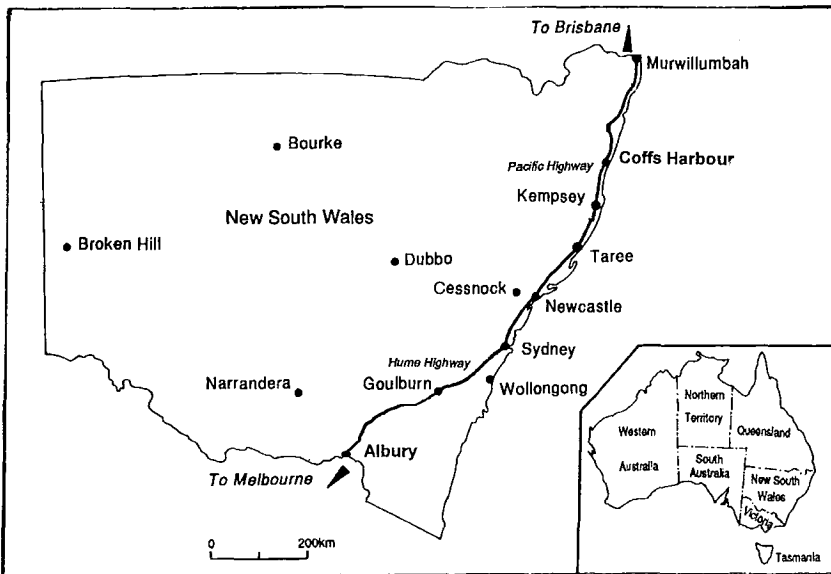 To Brisbane
Murwillumbah
Bourke
Pacific Highway
Coffs Harbour
Kempsey
New South Wales
Broken Hill
Dubbo
Taree
Cessnock
Newcastle
Sydney
Hume Highway
Narrandera
Goulburn
Wollongong
Albury
To Melbourne
0
200km
Northern
Territory
Western
Australia
Queensland
South
Australia
New South
Wales
Victoria
Tasmania